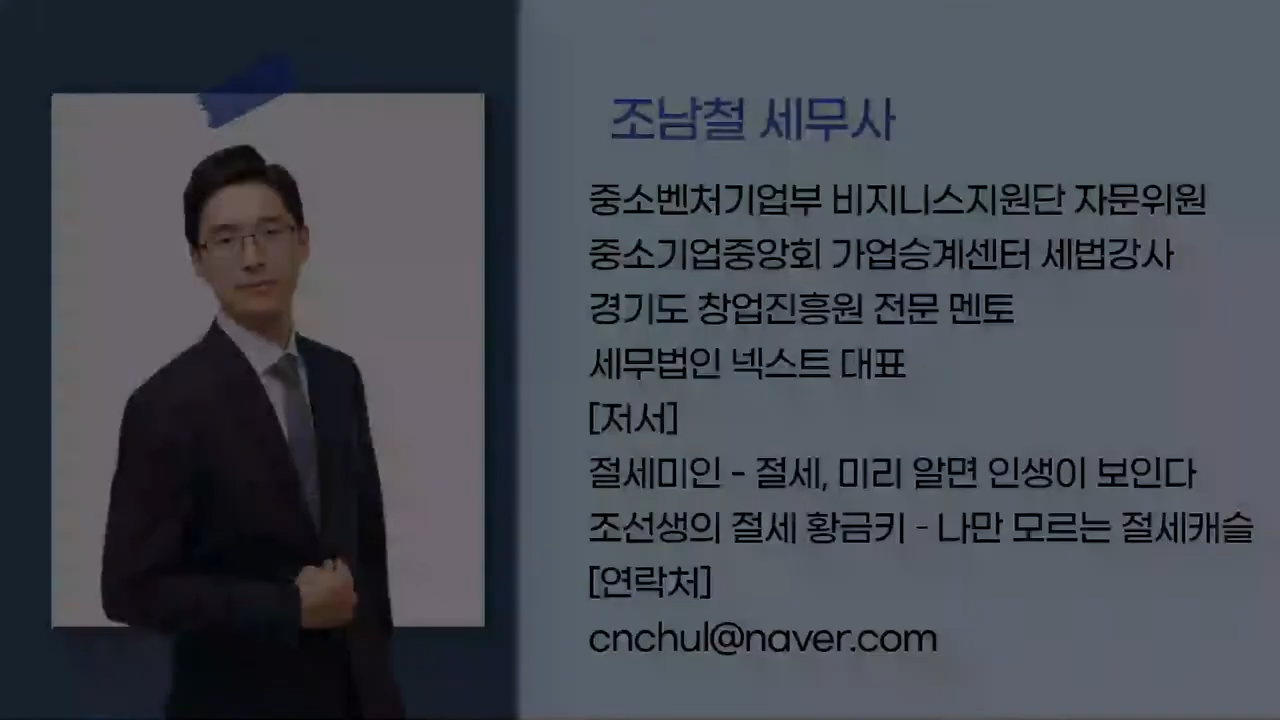 조남철 세무사
중소벤처기업부 비지니스지원단 자문위원
중소기업중앙회 가업승계센터 세법강사
경기도 창업진흥원 전문 멘토
세무법인 넥스트 대표
[저서]
절세미인 - 절세, 미리 알면 인생이 보인다
조선생의 절세 황금키 - 나만 모르는 절세캐슬
[연락처]
cnchul@naver.com